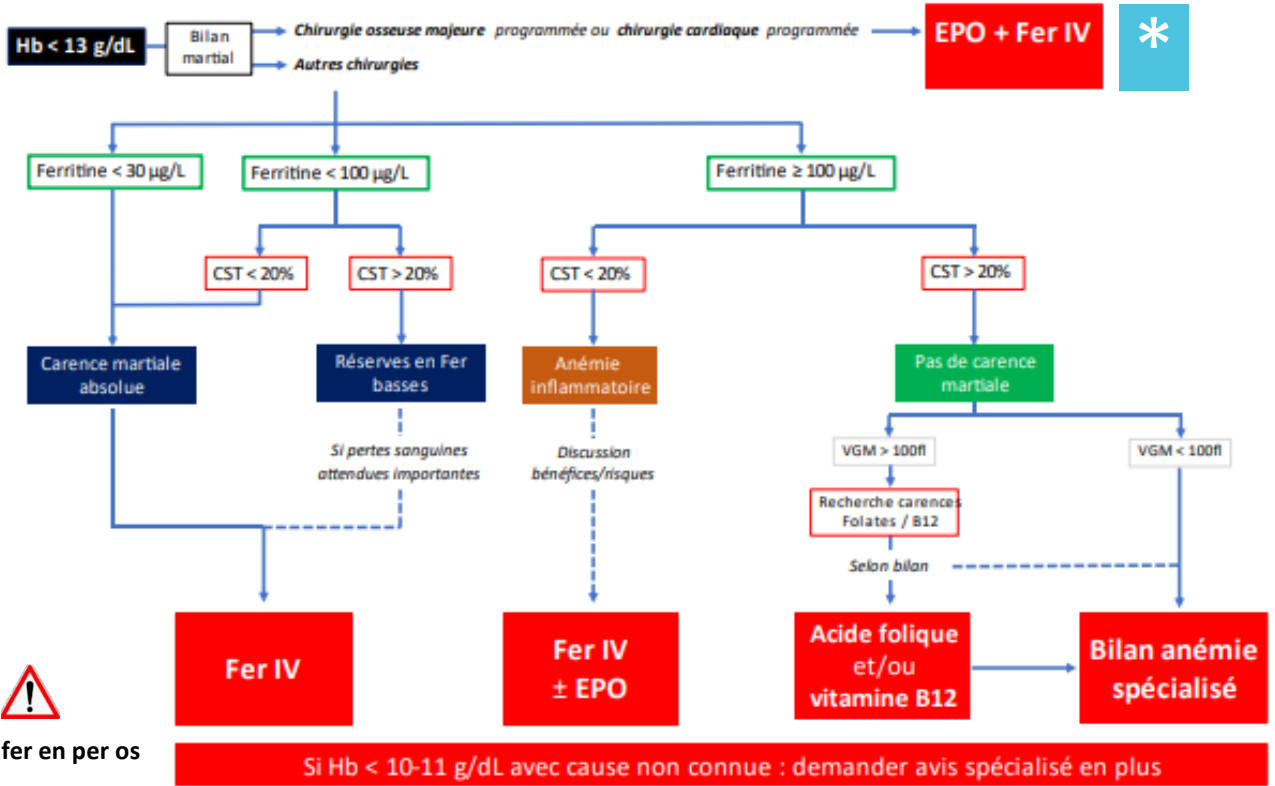 Hb < 13 g/dL
Bilan
martial
Chirurgie osseuse majeure programmée ou chirurgie cardiaque programmée
Autres chirurgies
EPO + Fer IV
*
Ferritine < 30 µg/L
Ferritine < 100 µg/L
Ferritine ≥ 100 µg/L
CST < 20%
CST > 20%
CST < 20%
CST > 20%
Carence martiale
absolue
Réserves en Fer
basses
Anémie
inflammatoire
Pas de carence
martiale
Si pertes sanguines
attendues importantes
Discussion
bénéfices/risques
VGM > 100fl
VGM < 100fl
Recherche carences
Folates / B12
Selon bilan
Fer IV
Fer IV
± EPO
Acide folique
et/ou
vitamine B12
Bilan anémie
spécialisé
!
fer en per os
Si Hb < 10-11 g/dL avec cause non connue : demander avis spécialisé en plus